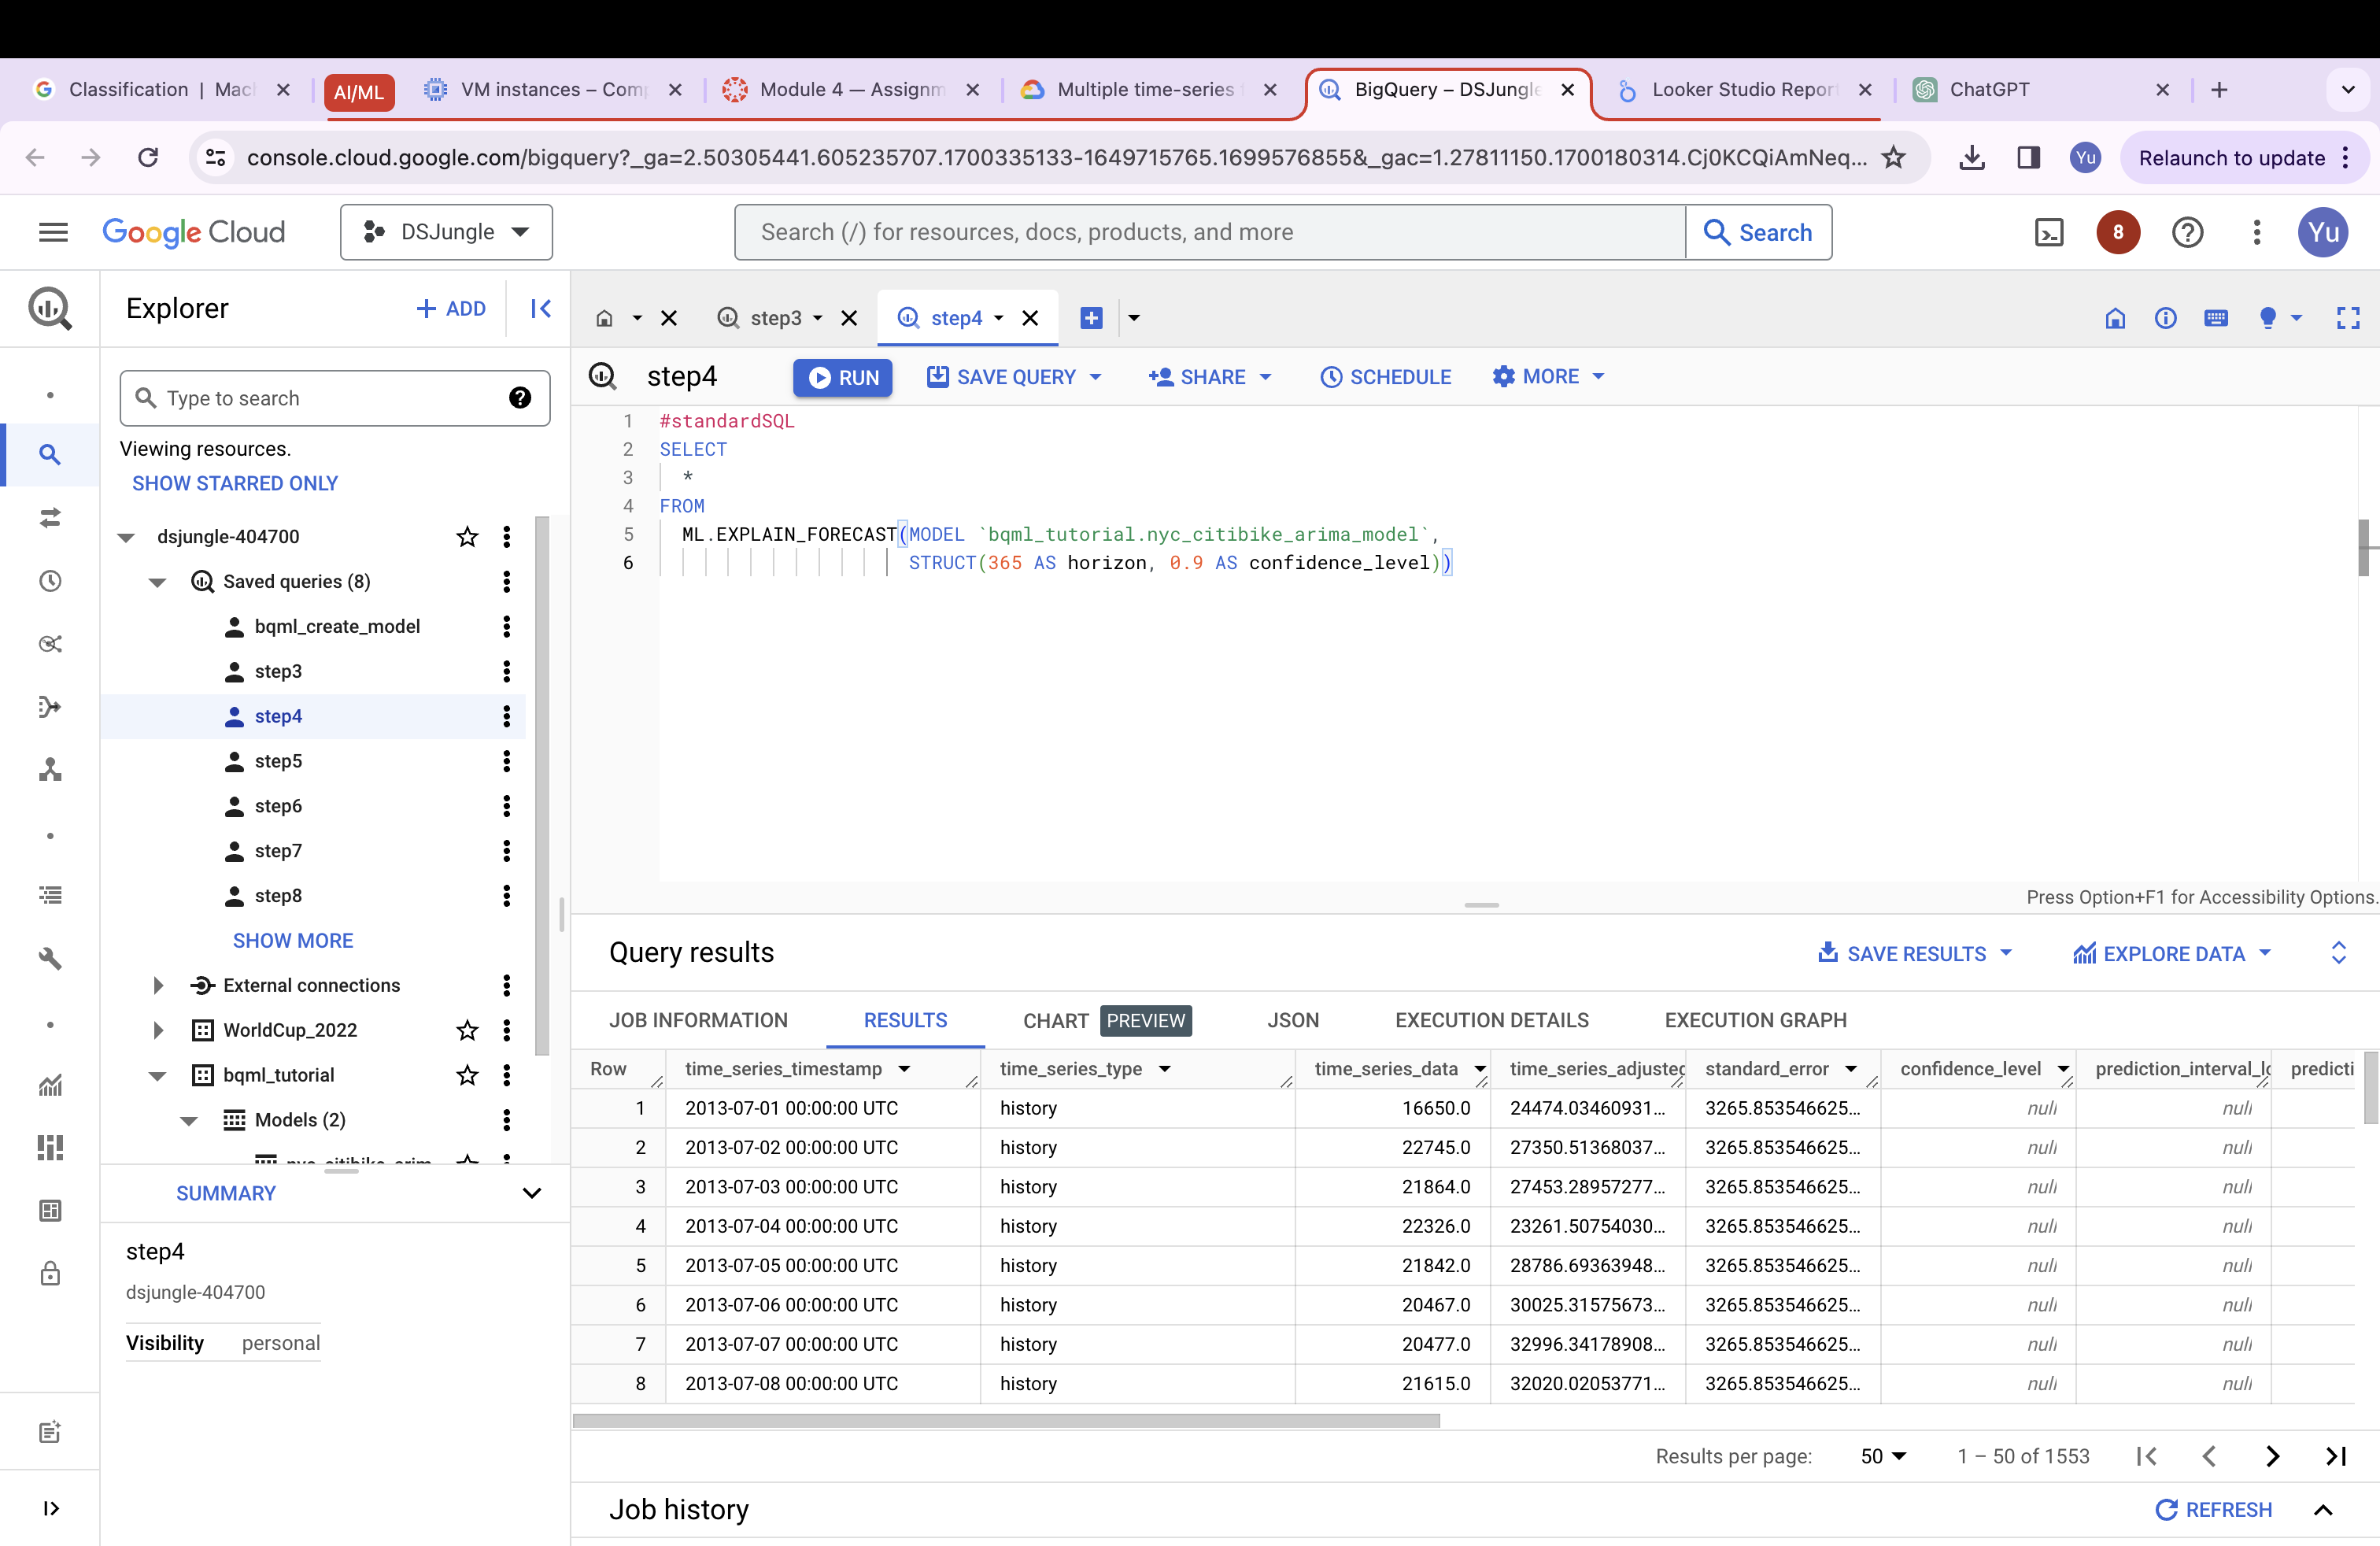 Classification | Mac
AI/ML
VM instances – Com
Module 4 — Assignm
Multiple time-series
BigQuery – DSJungle
Looker Studio Repor
ChatGPT
console.cloud.google.com/bigquery?_ga=2.50305441.605235707.1700335133-1649715765.1699576855&_gac=1.27811150.1700180314.Cj0KCQiAmNeq...
Yu
Relaunch to update
Google Cloud
DSJungle
Search (/) for resources, docs, products, and more
Search
8
Yu
Explorer
+ ADD
step3
step4
Type to search
Viewing resources.
SHOW STARRED ONLY
dsjungle-404700
Saved queries (8)
bqml_create_model
step3
step4
step5
step6
step7
step8
SHOW MORE
External connections
WorldCup_2022
bqml_tutorial
Models (2)
nyc_citibike_arim
SUMMARY
step4
dsjungle-404700
Visibility personal
step4
RUN
SAVE QUERY
SHARE
SCHEDULE
MORE
1 #standardSQL
2 SELECT
3 *
4 FROM
5 ML.EXPLAIN_FORECAST(MODEL `bqml_tutorial.nyc_citibike_arima_model`,
6 STRUCT(365 AS horizon, 0.9 AS confidence_level))
Press Option+F1 for Accessibility Options.
Query results
SAVE RESULTS
EXPLORE DATA
JOB INFORMATION RESULTS CHART PREVIEW JSON EXECUTION DETAILS EXECUTION GRAPH
Row time_series_timestamp time_series_type time_series_data time_series_adjusted standard_error confidence_level prediction_interval_lo predicti
1 2013-07-01 00:00:00 UTC history 16650.0 24474.03460931... 3265.853546625... null null
2 2013-07-02 00:00:00 UTC history 22745.0 27350.51368037... 3265.853546625... null null
3 2013-07-03 00:00:00 UTC history 21864.0 27453.28957277... 3265.853546625... null null
4 2013-07-04 00:00:00 UTC history 22326.0 23261.50754030... 3265.853546625... null null
5 2013-07-05 00:00:00 UTC history 21842.0 28786.69363948... 3265.853546625... null null
6 2013-07-06 00:00:00 UTC history 20467.0 30025.31575673... 3265.853546625... null null
7 2013-07-07 00:00:00 UTC history 20477.0 32996.34178908... 3265.853546625... null null
8 2013-07-08 00:00:00 UTC history 21615.0 32020.02053771... 3265.853546625... null null
Results per page: 50 1 – 50 of 1553
Job history
REFRESH